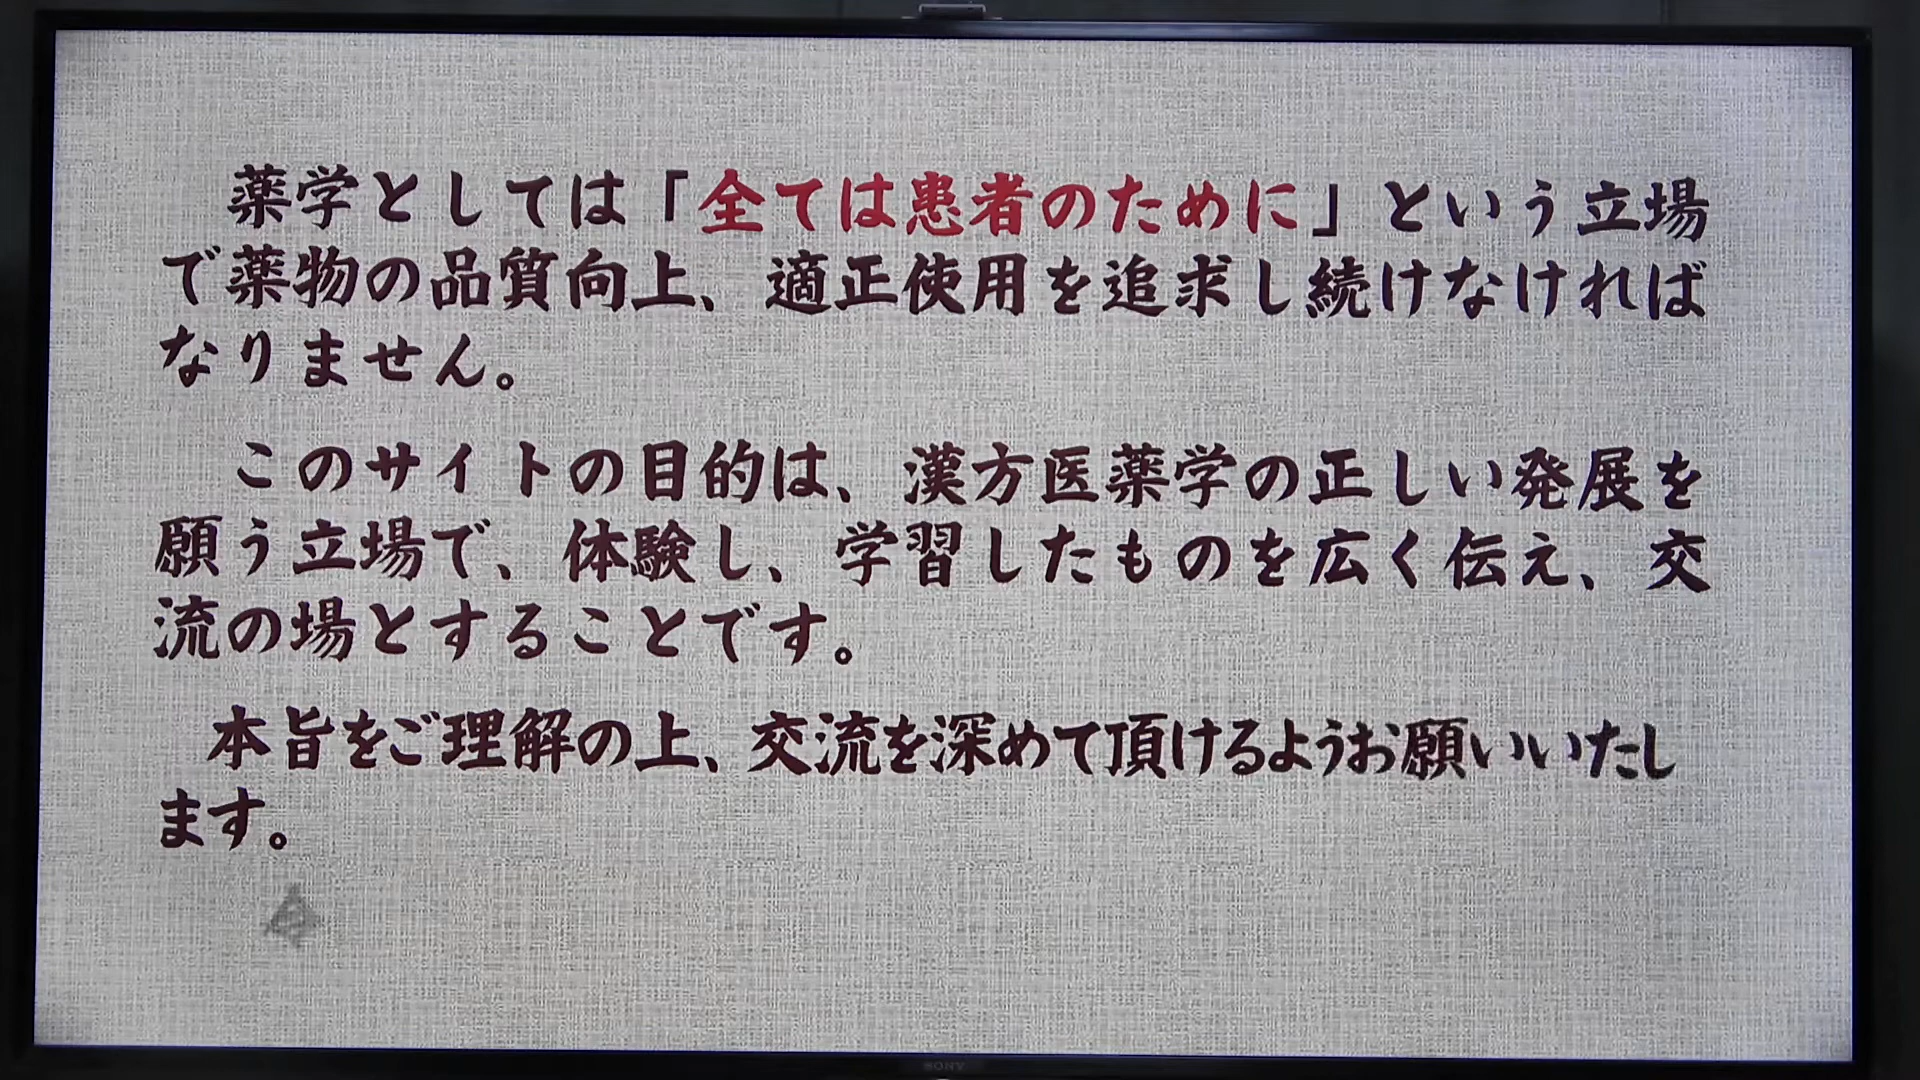 薬学としては「全ては患者のために」という立場
で薬物の品質向上、適正使用を追求し続けなければ
なりません。
このサイトの目的は、漢方医薬学の正しい発展を
願う立場で、体験し、学習したものを広く伝え、交
流の場とすることです。
本旨をご理解の上、交流を深めて頂けるようお願いいたし
ます。
SONY